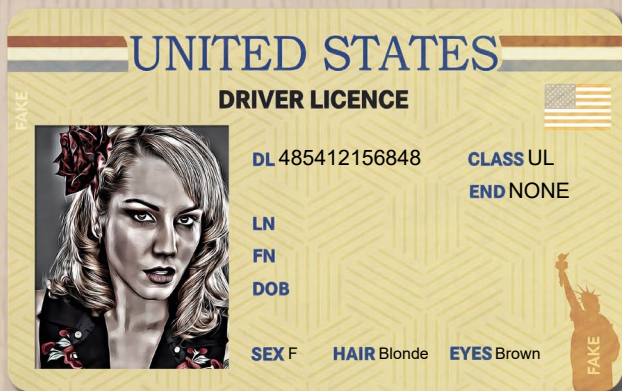 UNITED STATES
DRIVER LICENCE
FAKE
DL 485412156848 CLASS UL
END NONE
LN
FN
DOB
SEX F HAIR Blonde EYES Brown
FAKE